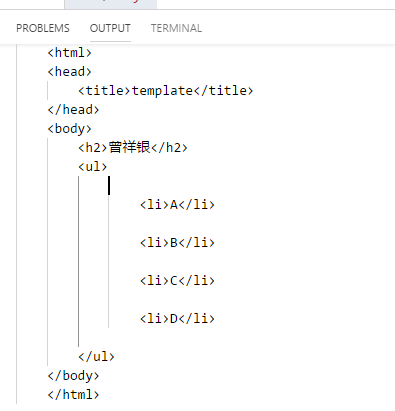 PROBLEMS OUTPUT TERMINAL
<html>
<head>
<title>template</title>
</head>
<body>
<h2>曾祥银</h2>
<ul>
<li>A</li>
<li>B</li>
<li>C</li>
<li>D</li>
</ul>
</body>
</html>